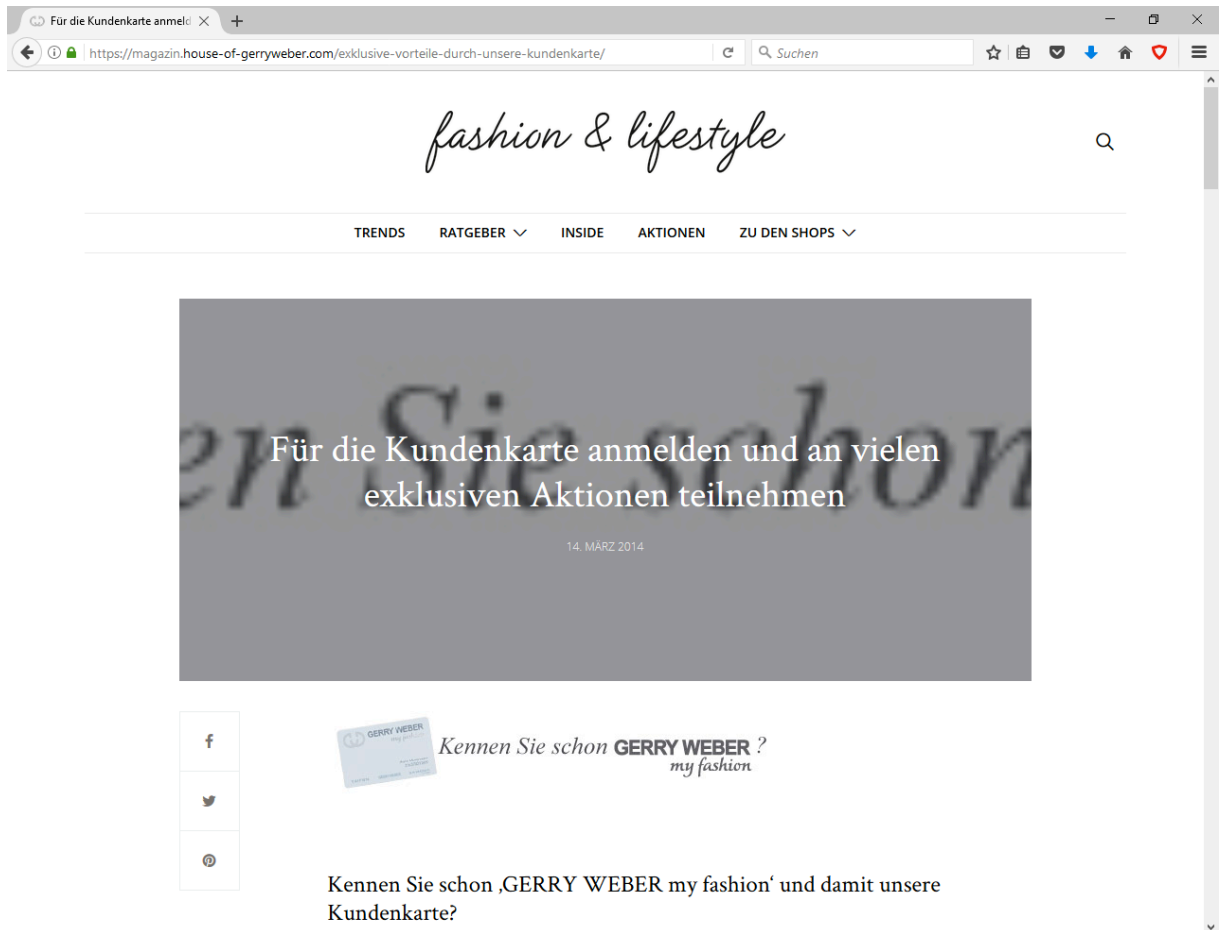 Für die Kundenkarte anmeld
https://magazin.house-of-gerryweber.com/exklusive-vorteile-durch-unsere-kundenkarte/
Suchen
fashion & lifestyle
TRENDS RATGEBER INSIDE AKTIONEN ZU DEN SHOPS
en Sie schon
Für die Kundenkarte anmelden und an vielen
exklusiven Aktionen teilnehmen
14. MÄRZ 2014
GERRY WEBER
my fashion
Kennen Sie schon GERRY WEBER ?
my fashion
Kennen Sie schon ‚GERRY WEBER my fashion‘ und damit unsere
Kundenkarte?